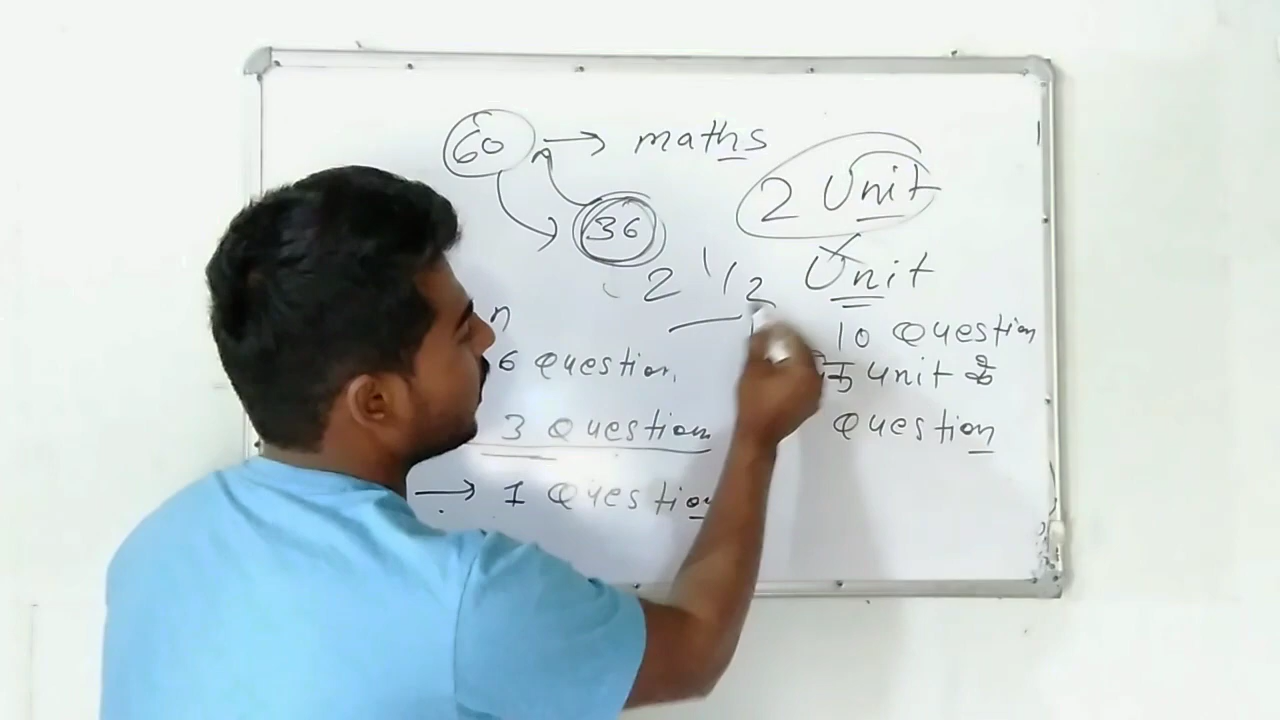 60 → maths
2 Unit
36
2 1/2 Unit
n
10 Question
6 Question
unit के
3 Question
Question
→ 1 Question